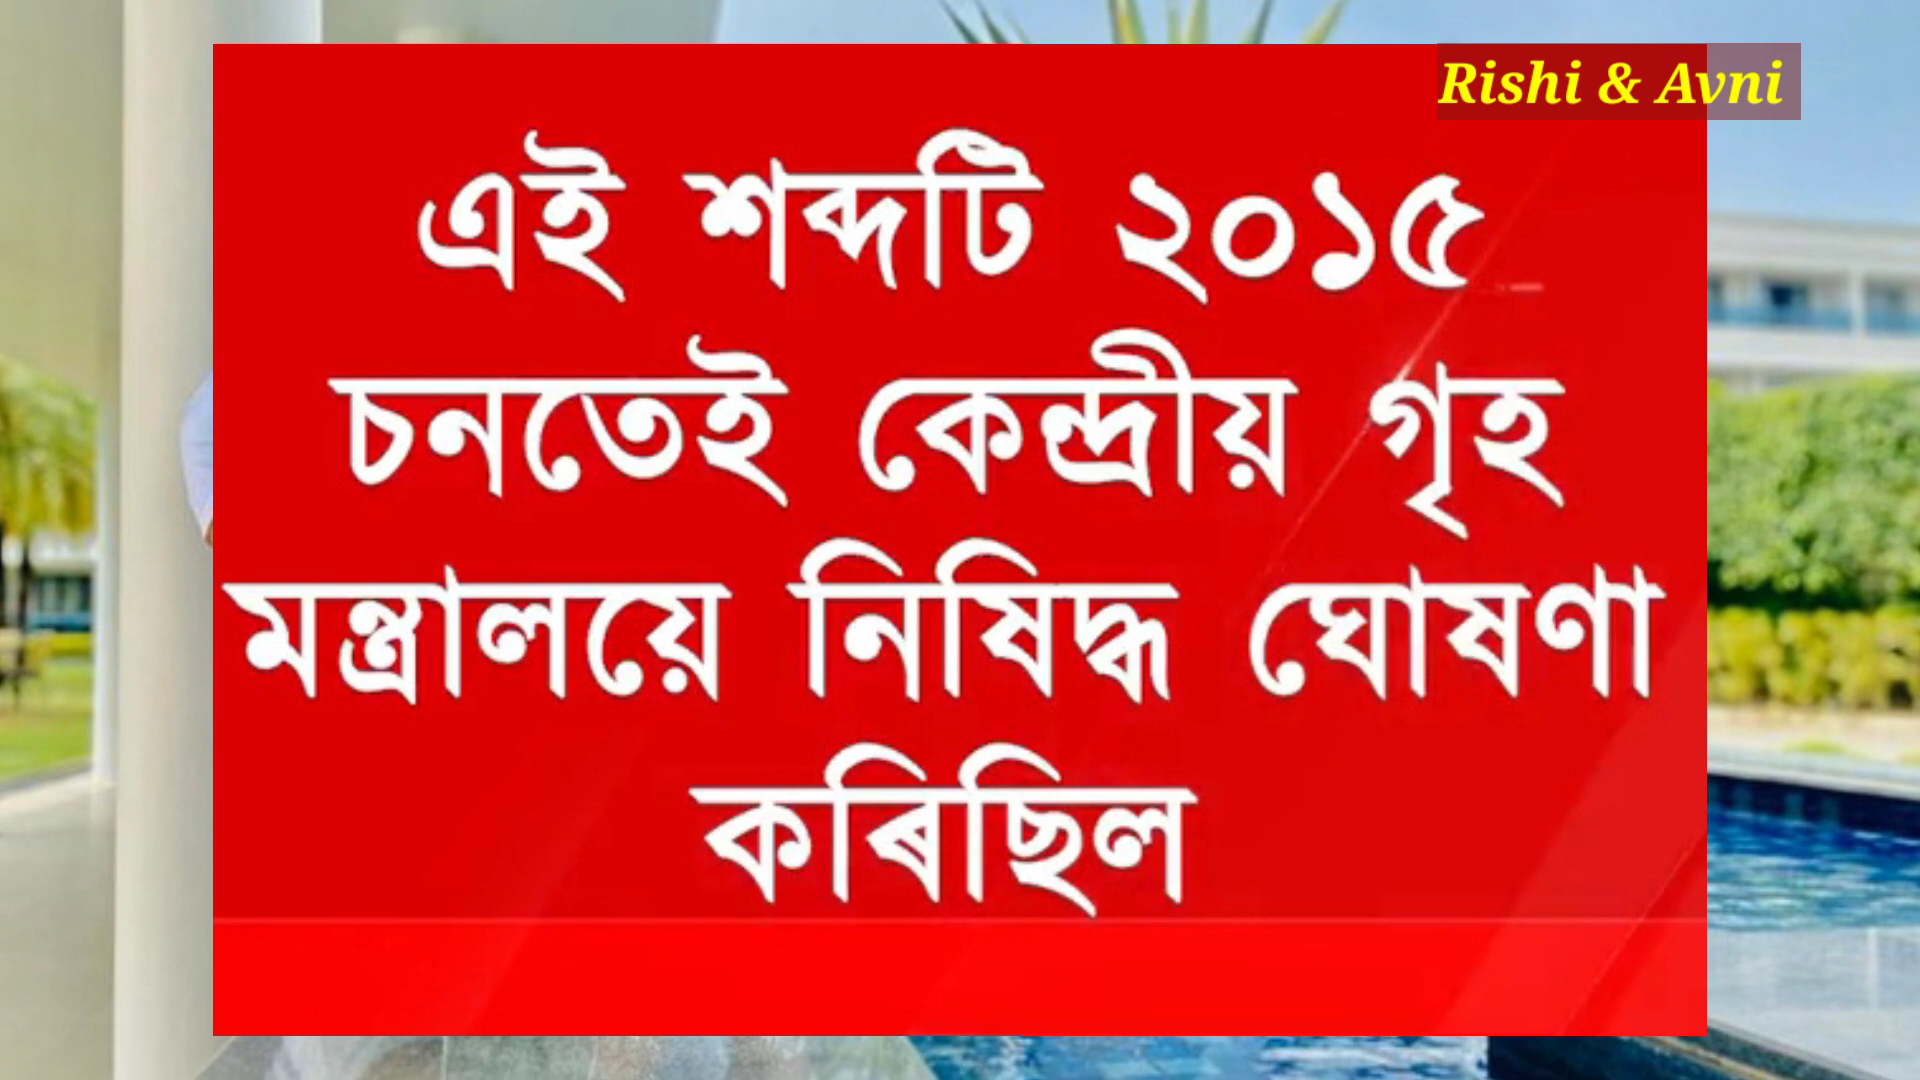 Rishi & Avni
এই শব্দটি ২০১৫
চনতেই কেন্দ্ৰীয় গৃহ
মন্ত্ৰালয়ে নিষিদ্ধ ঘোষণা
কৰিছিল